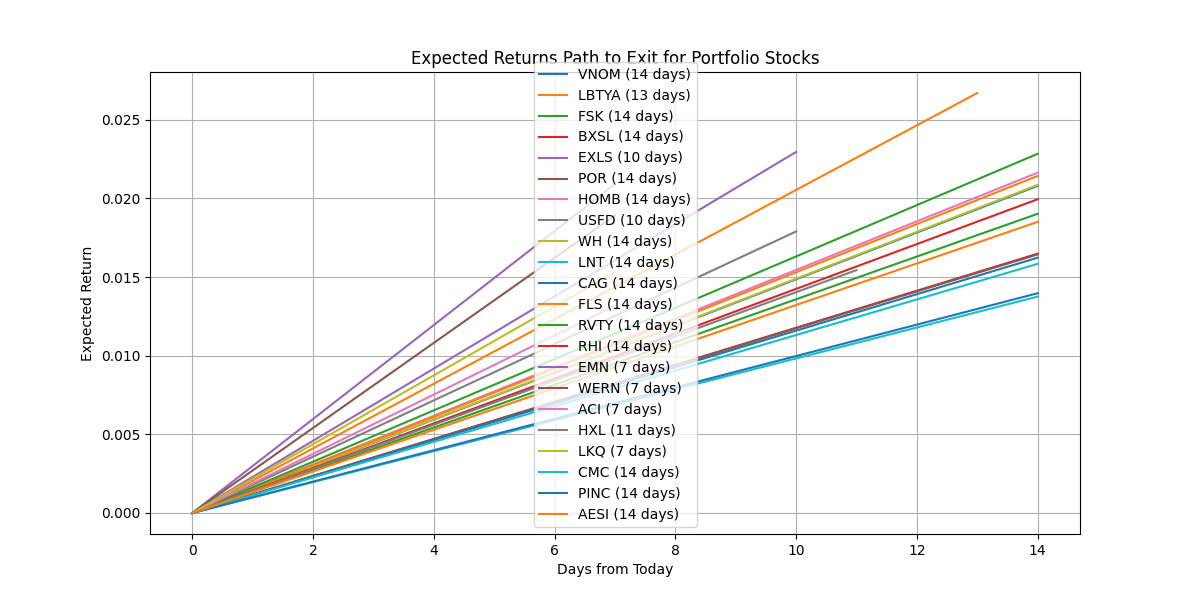 Expected Returns Path to Exit for Portfolio Stocks
VNOM (14 days)
LBTYA (13 days)
FSK (14 days)
BXSL (14 days)
EXLS (10 days)
POR (14 days)
HOMB (14 days)
USFD (10 days)
WH (14 days)
LNT (14 days)
CAG (14 days)
FLS (14 days)
RVTY (14 days)
RHI (14 days)
EMN (7 days)
WERN (7 days)
ACI (7 days)
HXL (11 days)
LKQ (7 days)
CMC (14 days)
PINC (14 days)
AESI (14 days)
Expected Return
0.025
0.020
0.015
0.010
0.005
0.000
0 2 4 6 8 10 12 14
Days from Today